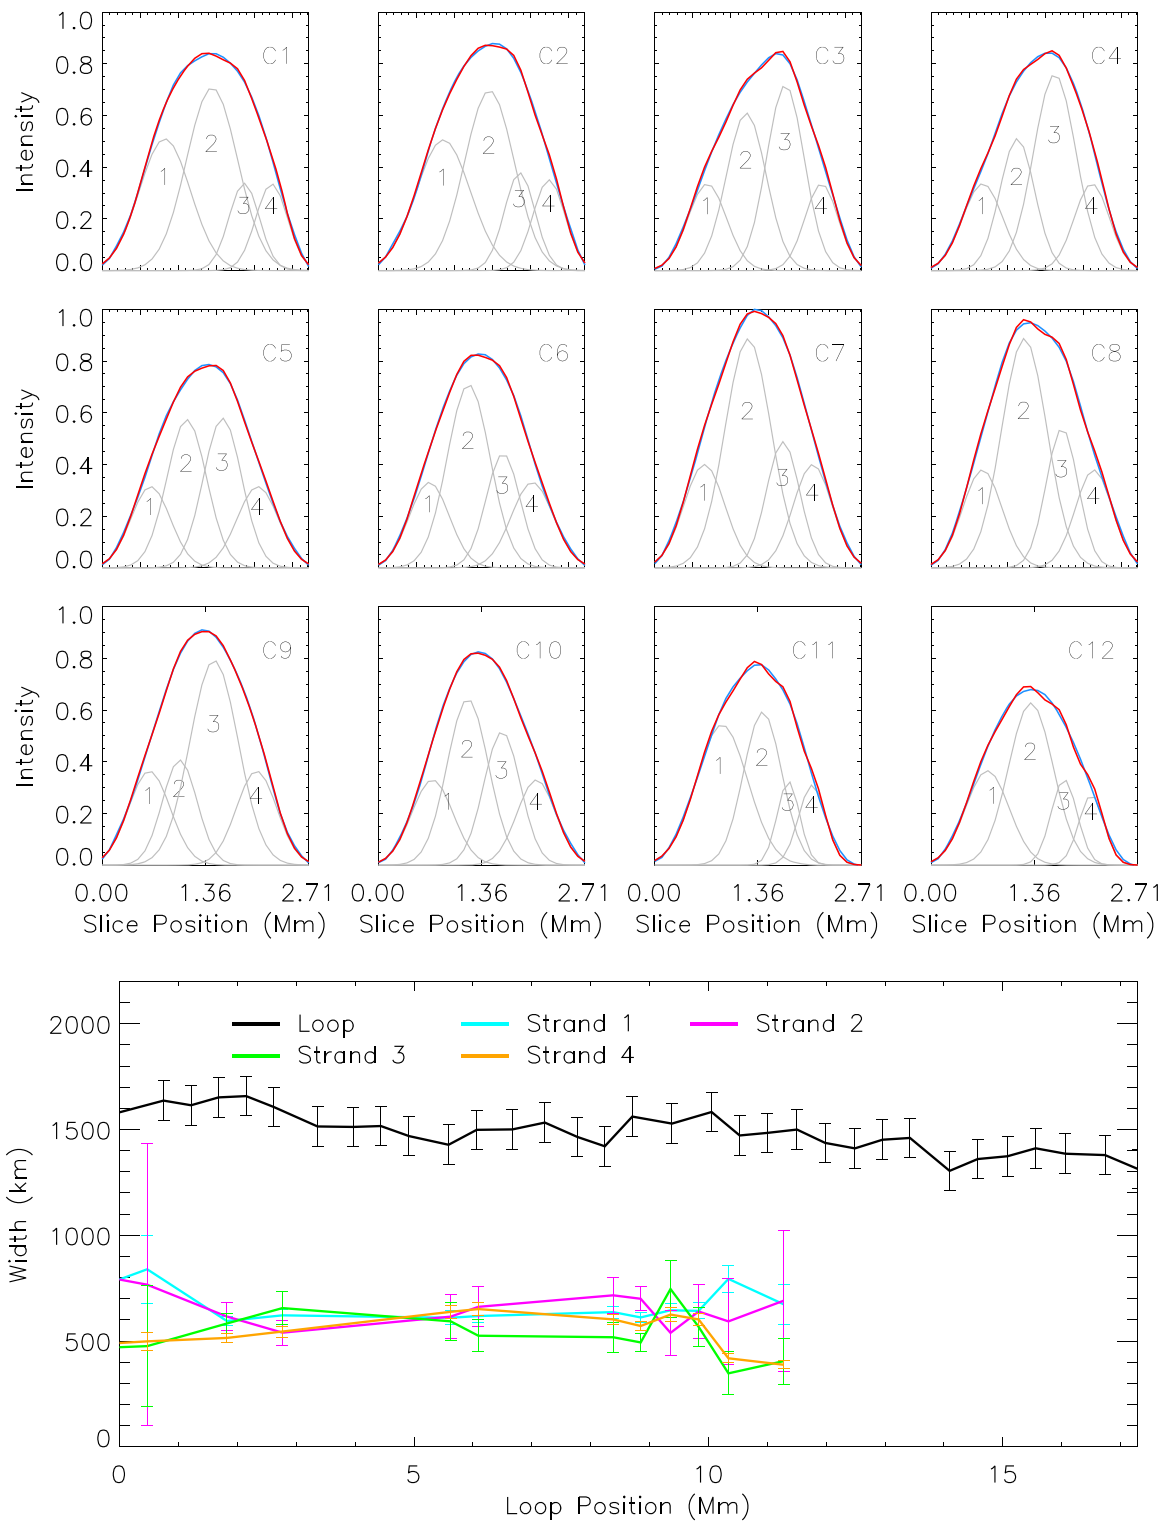 1.0
0.8
0.6
0.4
0.2
0.0
Intensity
C1
1
2
3
4
C2
1
2
3
4
C3
1
2
3
4
C4
1
2
3
4
1.0
0.8
0.6
0.4
0.2
0.0
Intensity
C5
1
2
3
4
C6
1
2
3
4
C7
1
2
3
4
C8
1
2
3
4
1.0
0.8
0.6
0.4
0.2
0.0
Intensity
C9
1
2
3
4
C10
1
2
3
4
C11
1
2
3
4
C12
1
2
3
4
0.00 1.36 2.71
0.00 1.36 2.71
0.00 1.36 2.71
0.00 1.36 2.71
Slice Position (Mm)
Slice Position (Mm)
Slice Position (Mm)
Slice Position (Mm)
2000
1500
1000
500
0
Width (km)
Loop
Strand 1
Strand 2
Strand 3
Strand 4
0 5 10 15
Loop Position (Mm)